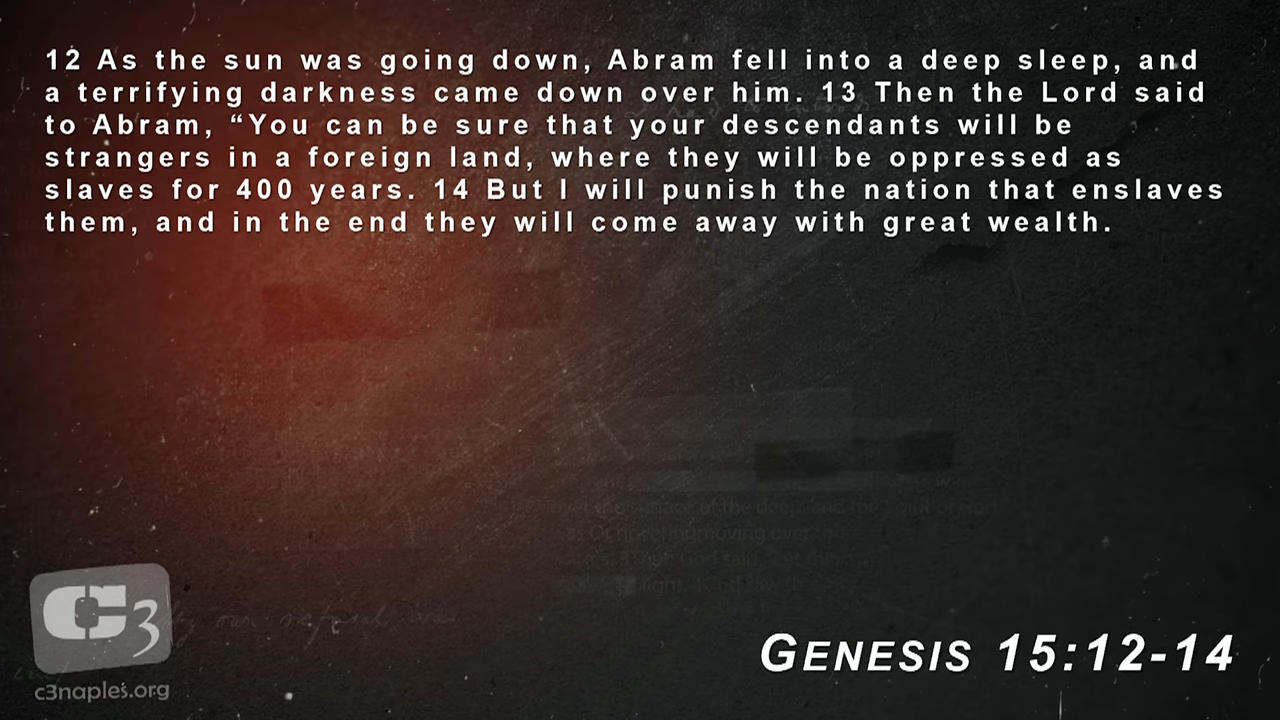 12 As the sun was going down, Abram fell into a deep sleep, and
a terrifying darkness came down over him. 13 Then the Lord said
to Abram, “You can be sure that your descendants will be
strangers in a foreign land, where they will be oppressed as
slaves for 400 years. 14 But I will punish the nation that enslaves
them, and in the end they will come away with great wealth.
C3
c3naples.org
GENESIS 15:12-14